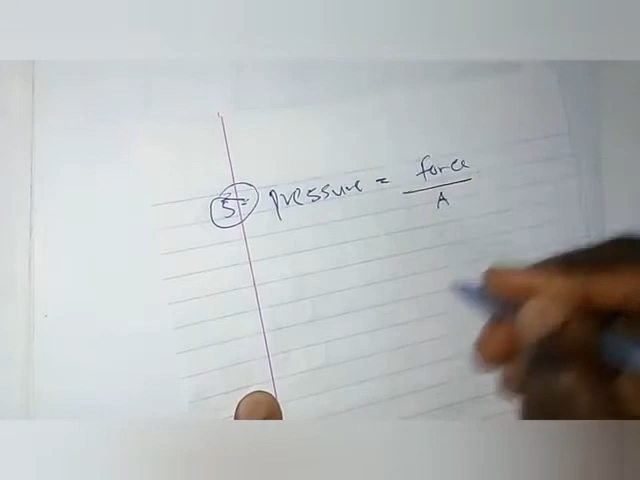 5= pressure = force
A